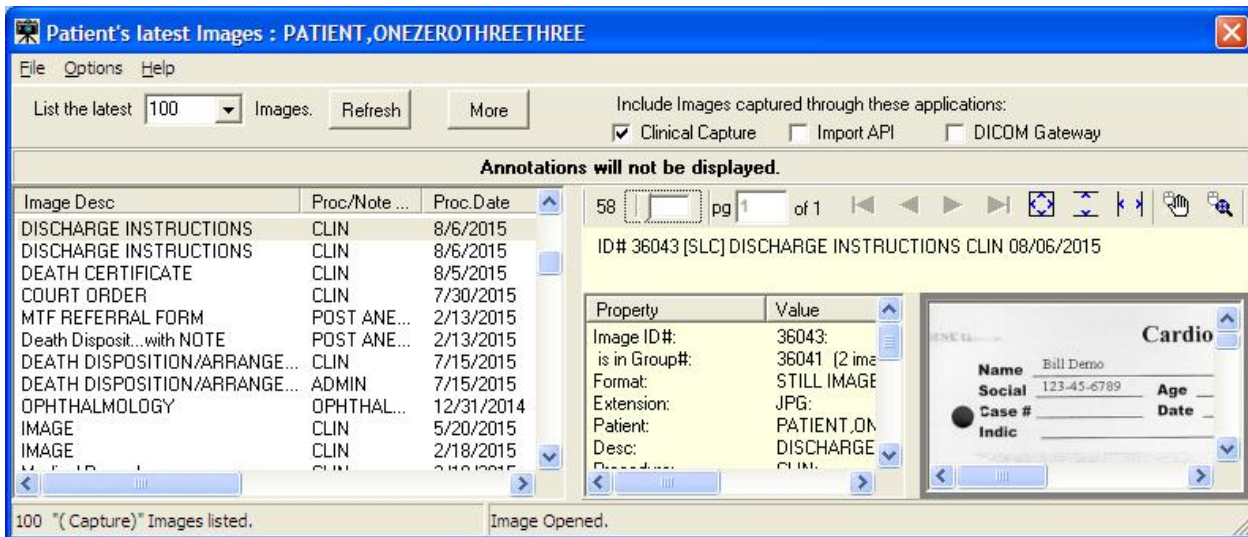 Patient's latest Images : PATIENT,ONEZEROTHREETHREE
File Options Help
List the latest 100 Images. Refresh More
Include Images captured through these applications:
Clinical Capture Import API DICOM Gateway
Annotations will not be displayed.
Image Desc Proc/Note ... Proc.Date
DISCHARGE INSTRUCTIONS CLIN 8/6/2015
DISCHARGE INSTRUCTIONS CLIN 8/6/2015
DEATH CERTIFICATE CLIN 8/5/2015
COURT ORDER CLIN 7/30/2015
MTF REFERRAL FORM POST ANE... 2/13/2015
Death Disposit...with NOTE POST ANE... 2/13/2015
DEATH DISPOSITION/ARRANGE... CLIN 7/15/2015
DEATH DISPOSITION/ARRANGE... ADMIN 7/15/2015
OPHTHALMOLOGY OPHTHAL... 12/31/2014
IMAGE CLIN 5/20/2015
IMAGE CLIN 2/18/2015
58 pg 1 of 1
ID# 36043 [SLC] DISCHARGE INSTRUCTIONS CLIN 08/06/2015
Property Value
Image ID#: 36043:
is in Group#: 36041 (2 ima
Format: STILL IMAGE
Extension: JPG:
Patient: PATIENT,ON
Desc: DISCHARGE
Cardio
Name Bill Demo
Social 123-45-6789 Age
Case # Date
Indic
100 "( Capture)" Images listed.
Image Opened.